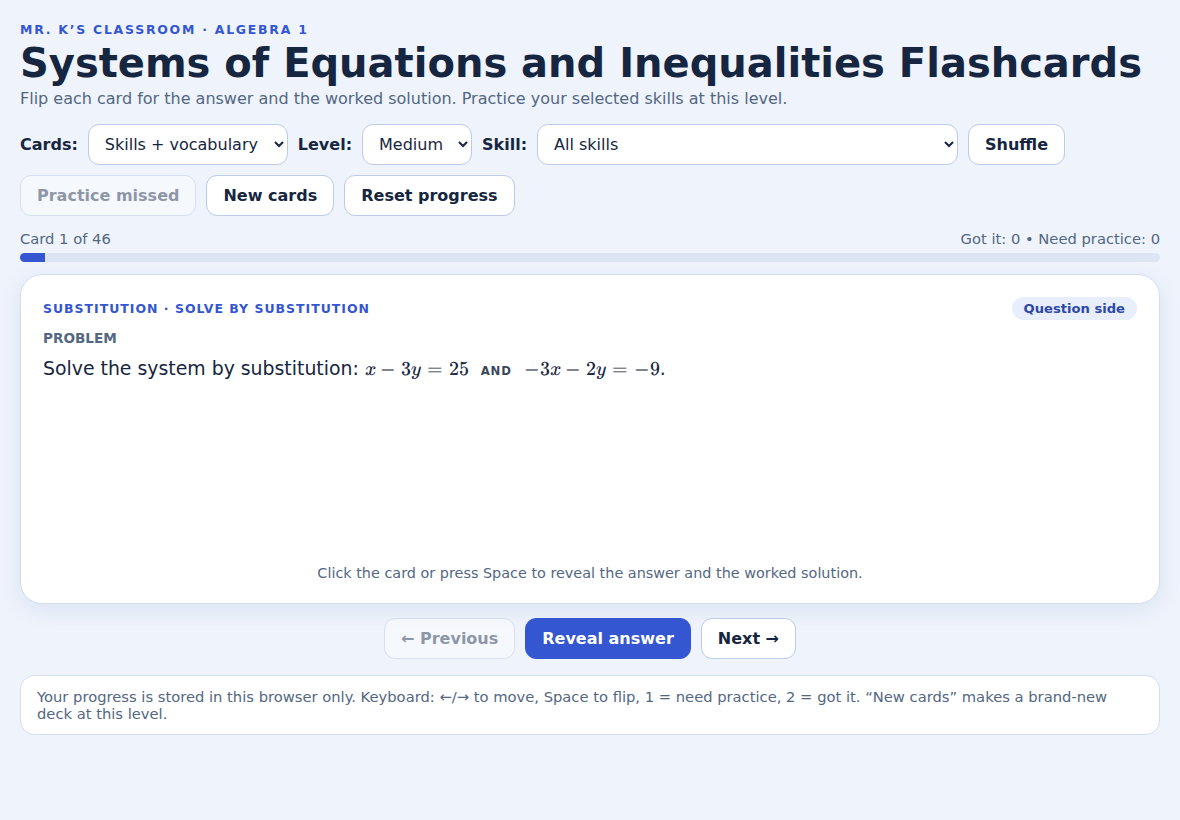 MR. K’S CLASSROOM · ALGEBRA 1
Systems of Equations and Inequalities Flashcards
Flip each card for the answer and the worked solution. Practice your selected skills at this level.
Cards: Skills + vocabulary Level: Medium Skill: All skills Shuffle
Practice missed New cards Reset progress
Card 1 of 46 Got it: 0 • Need practice: 0
SUBSTITUTION · SOLVE BY SUBSTITUTION Question side
PROBLEM
Solve the system by substitution: x − 3y = 25 AND −3x − 2y = −9.
Click the card or press Space to reveal the answer and the worked solution.
← Previous Reveal answer Next →
Your progress is stored in this browser only. Keyboard: ←/→ to move, Space to flip, 1 = need practice, 2 = got it. “New cards” makes a brand-new
deck at this level.